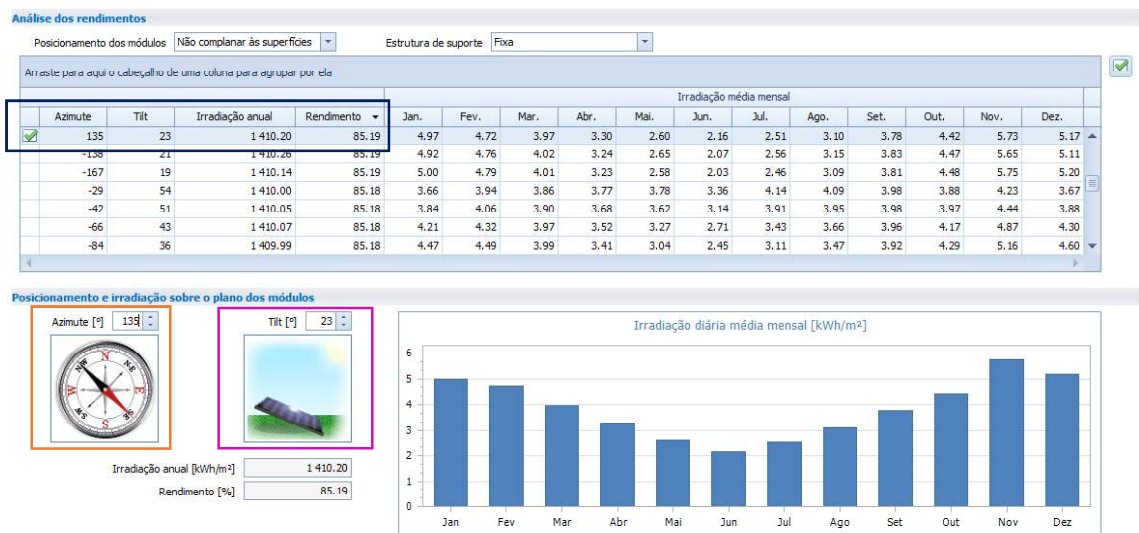 Análise dos rendimentos
Posicionamento dos módulos Não complanar às superfícies Estrutura de suporte Fixa
Arraste para aqui o cabeçalho de uma coluna para agrupar por ela
Irradiação média mensal
Azimute Tilt Irradiação anual Rendimento Jan. Fev. Mar. Abr. Mai. Jun. Jul. Ago. Set. Out. Nov. Dez.
135 23 1 410.20 85.19 4.97 4.72 3.97 3.30 2.60 2.16 2.51 3.10 3.78 4.42 5.73 5.17
-138 21 1 410.26 85.19 4.92 4.76 4.02 3.24 2.65 2.07 2.56 3.15 3.83 4.47 5.65 5.11
-167 19 1 410.14 85.19 5.00 4.79 4.01 3.23 2.58 2.03 2.46 3.09 3.81 4.48 5.75 5.20
-29 54 1 410.00 85.18 3.66 3.94 3.86 3.77 3.78 3.36 4.14 4.09 3.98 3.88 4.23 3.67
-42 51 1 410.05 85.18 3.84 4.06 3.90 3.68 3.62 3.14 3.91 3.95 3.98 3.97 4.44 3.88
-66 43 1 410.07 85.18 4.21 4.32 3.97 3.52 3.27 2.71 3.43 3.66 3.96 4.17 4.87 4.30
-84 36 1 409.99 85.18 4.47 4.49 3.99 3.41 3.04 2.45 3.11 3.47 3.92 4.29 5.16 4.60
Posicionamento e irradiação sobre o plano dos módulos
Azimute [º] 135 Tilt [º] 23
N
NW N-E
W E
SW SE
S
Irradiação anual [kWh/m²] 1 410.20
Rendimento [%] 85.19
Irradiação diária média mensal [kWh/m²]
6
5
4
3
2
1
0
Jan Fev Mar Abr Mai Jun Jul Ago Set Out Nov Dez